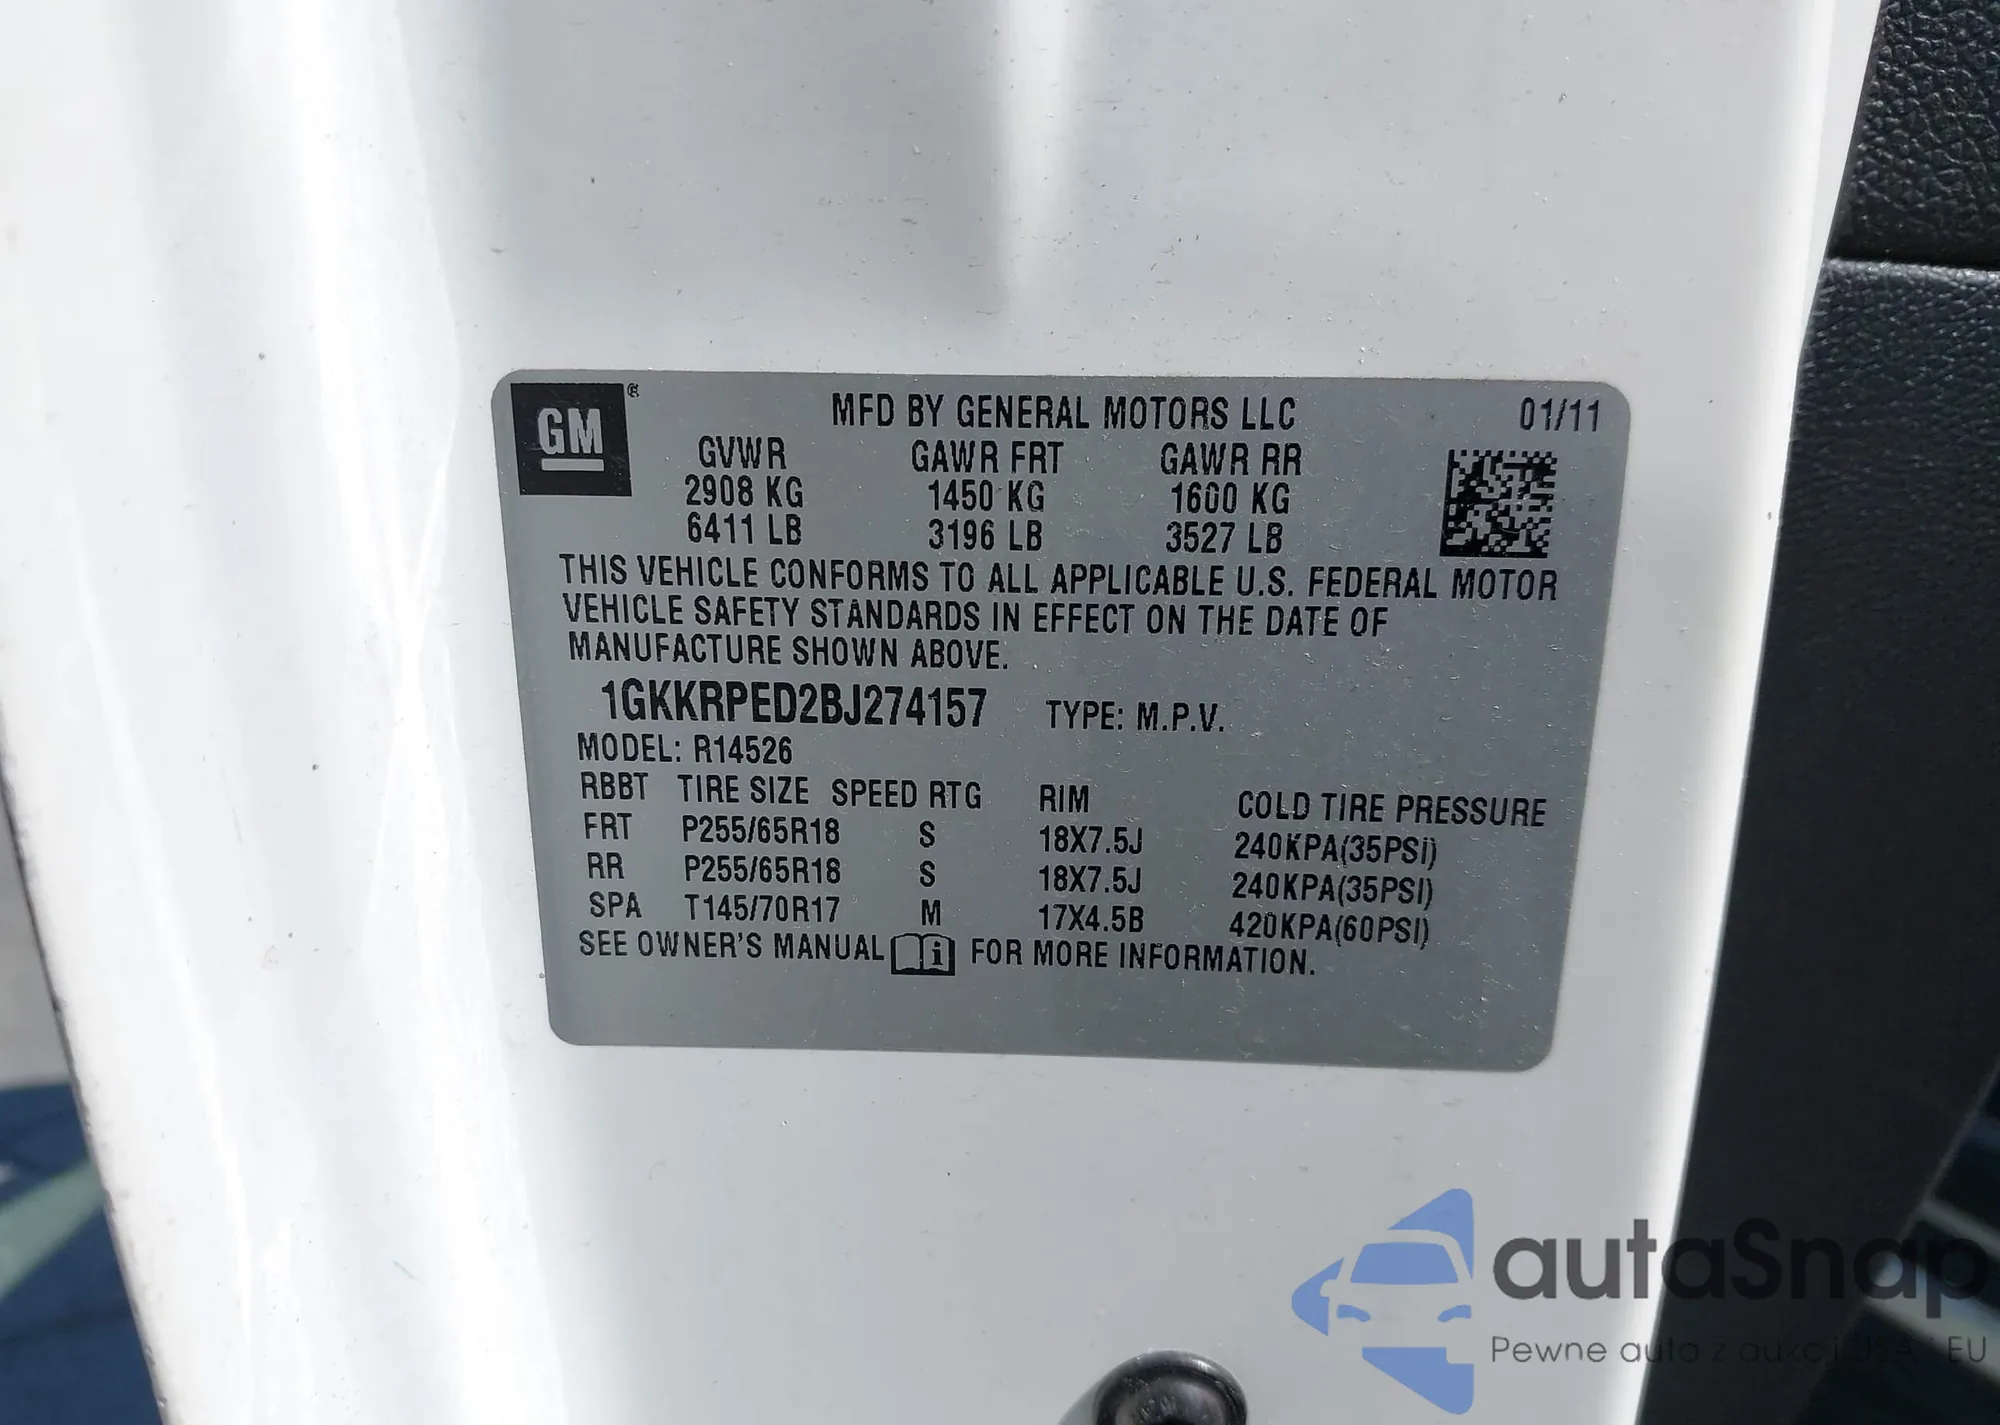 GM ®
MFD BY GENERAL MOTORS LLC 01/11
GVWR GAWR FRT GAWR RR
2908 KG 1450 KG 1600 KG
6411 LB 3196 LB 3527 LB
THIS VEHICLE CONFORMS TO ALL APPLICABLE U.S. FEDERAL MOTOR
VEHICLE SAFETY STANDARDS IN EFFECT ON THE DATE OF
MANUFACTURE SHOWN ABOVE.
1GKKRPED2BJ274157 TYPE: M.P.V.
MODEL: R14526
RBBT TIRE SIZE SPEED RTG RIM COLD TIRE PRESSURE
FRT P255/65R18 S 18X7.5J 240KPA(35PSI)
RR P255/65R18 S 18X7.5J 240KPA(35PSI)
SPA T145/70R17 M 17X4.5B 420KPA(60PSI)
SEE OWNER'S MANUAL i FOR MORE INFORMATION.
autaSnap
Pewne auta z aukcji USA i EU